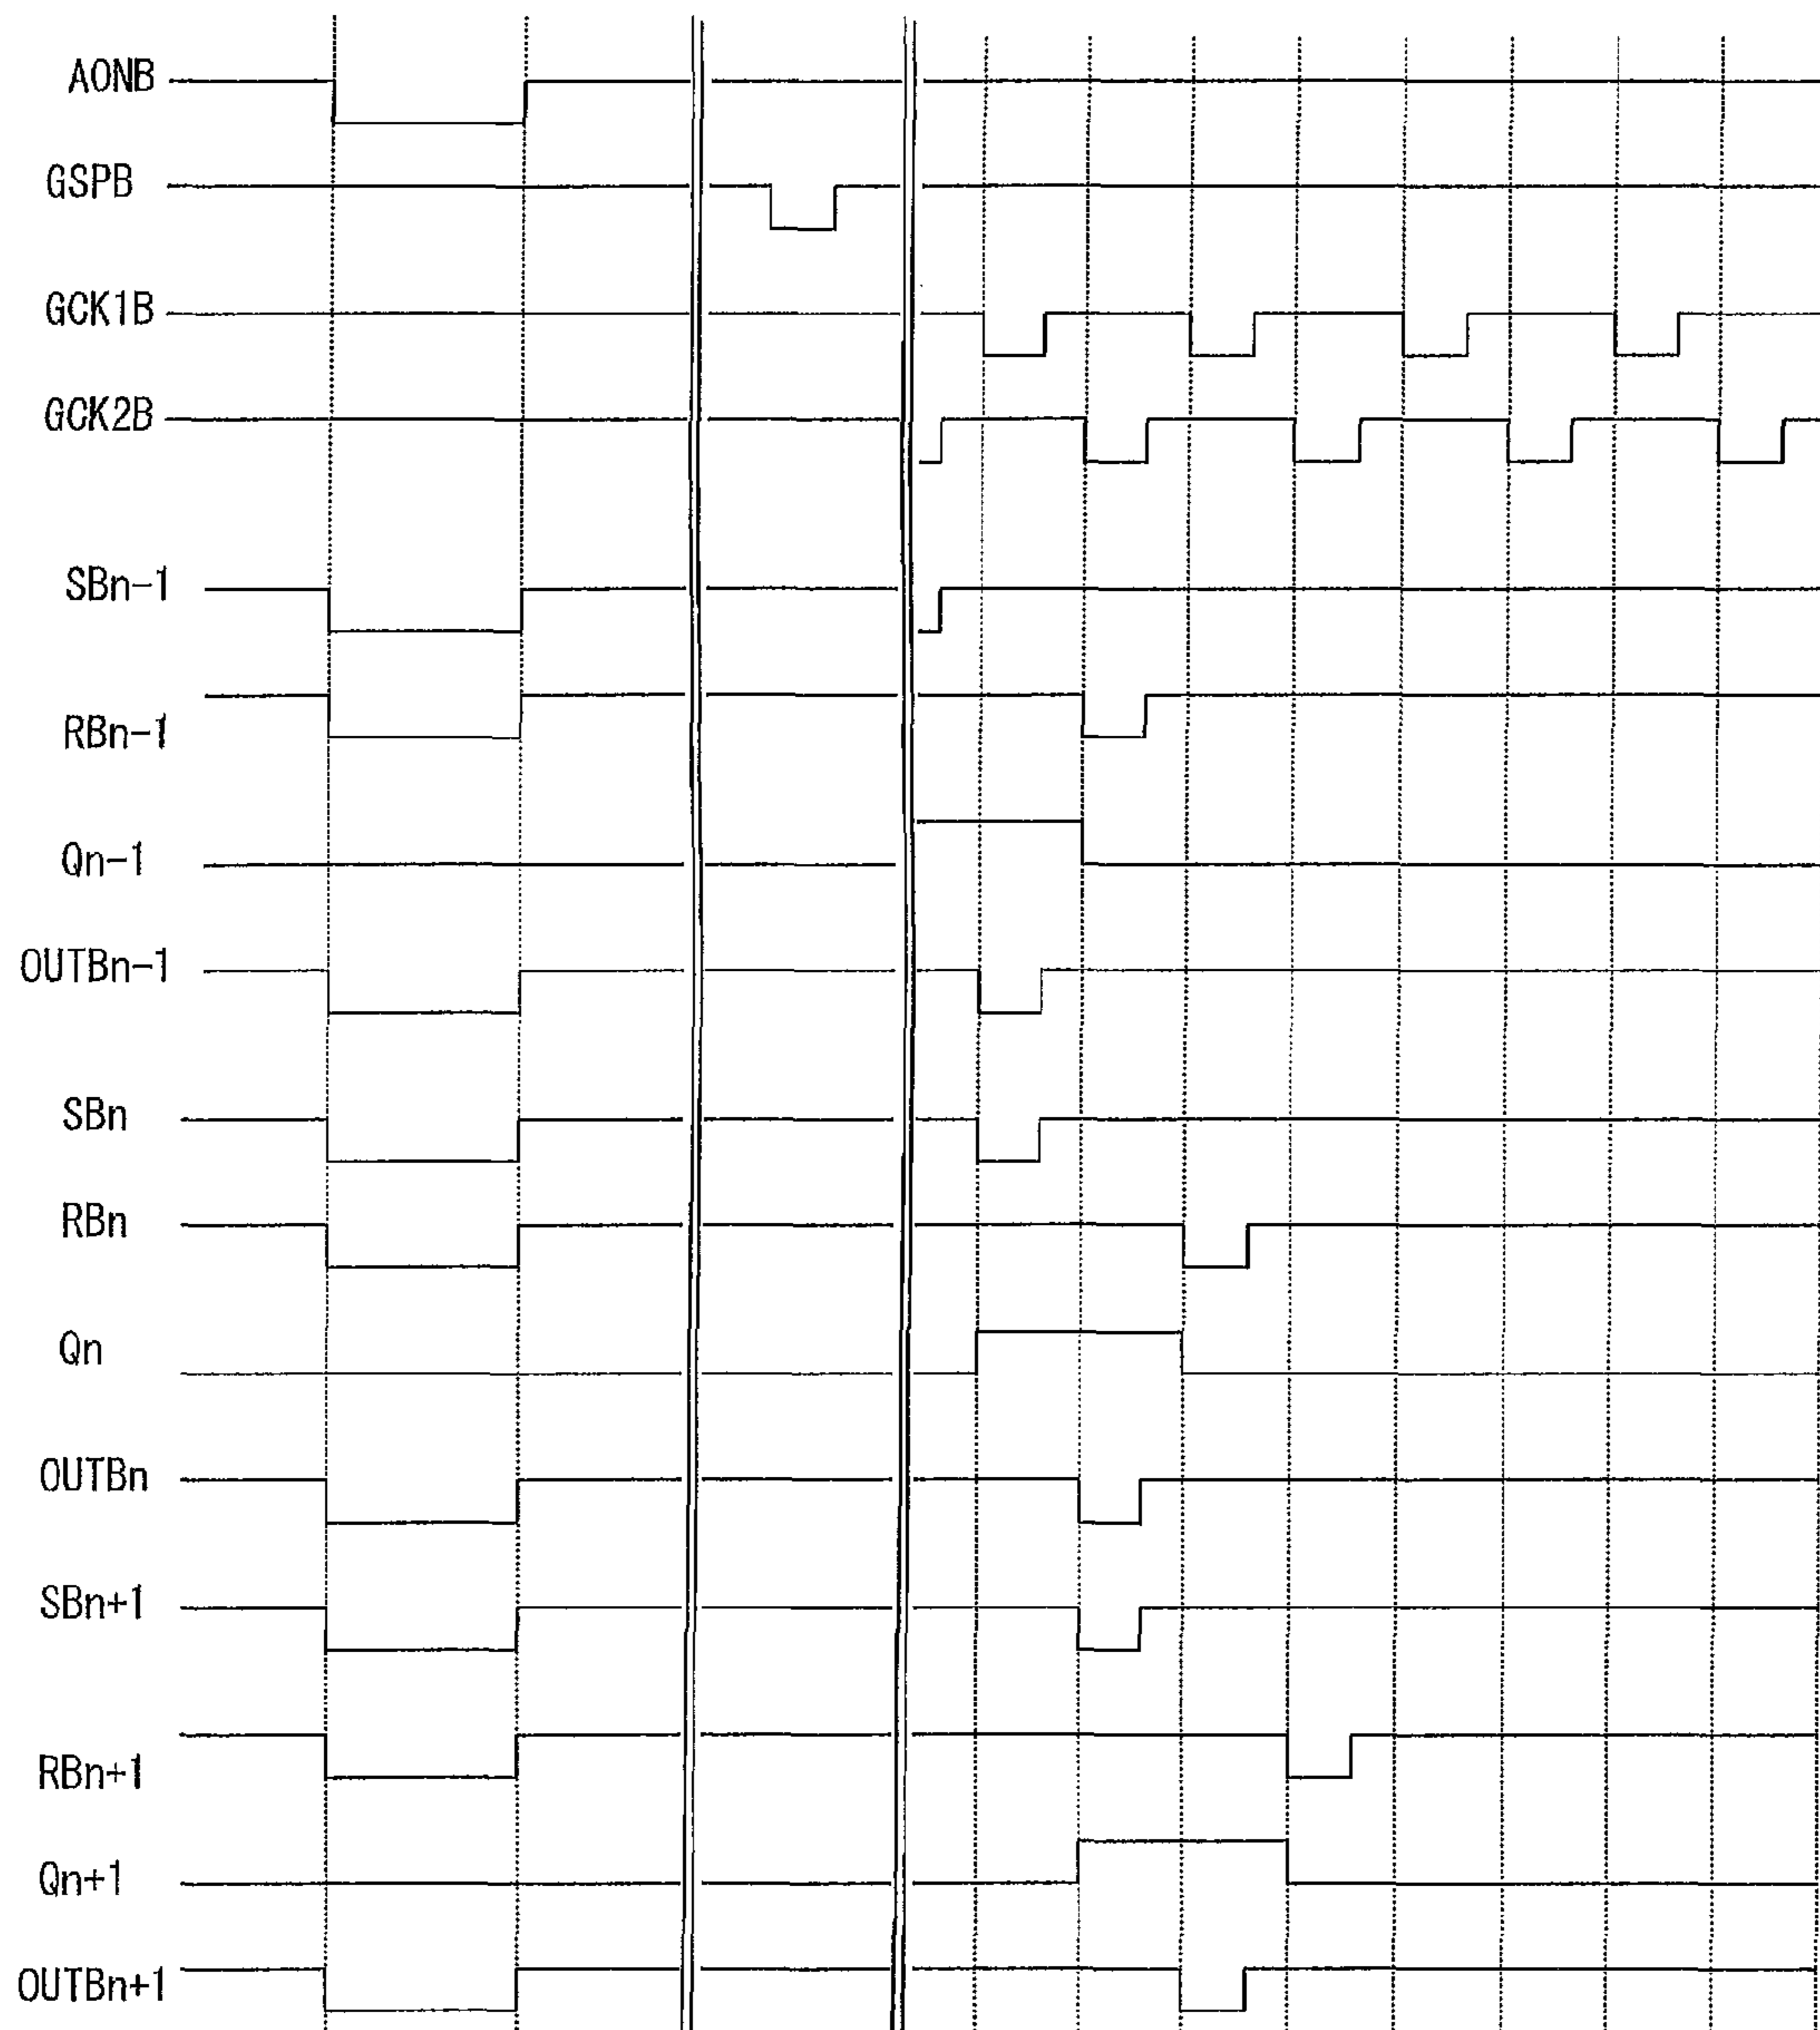 AONB
GSPB
GCK1B
GCK2B
SBn-1
RBn-1
Qn-1
OUTBn-1
SBn
RBn
Qn
OUTBn
SBn+1
RBn+1
Qn+1
OUTBn+1